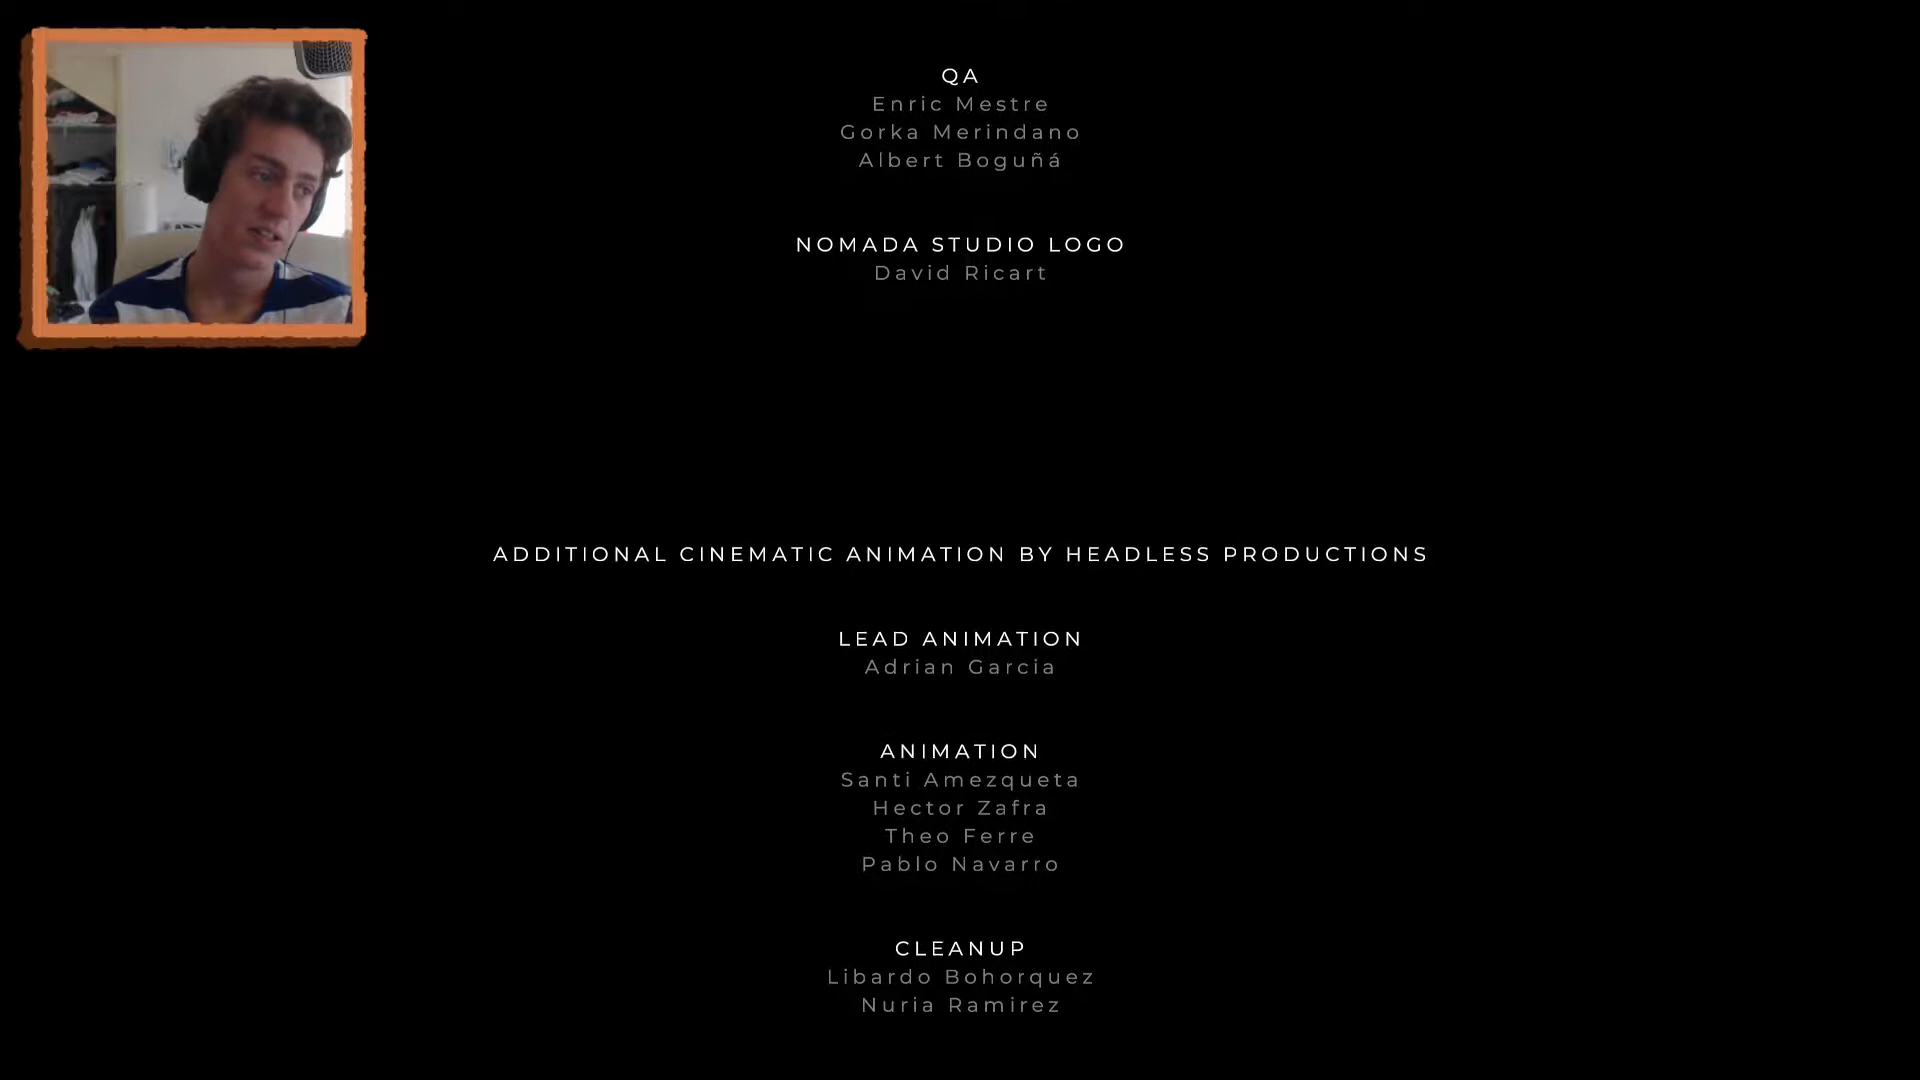 QA
Enric Mestre
Gorka Merindano
Albert Boguñá
NOMADA STUDIO LOGO
David Ricart
ADDITIONAL CINEMATIC ANIMATION BY HEADLESS PRODUCTIONS
LEAD ANIMATION
Adrian Garcia
ANIMATION
Santi Amezqueta
Hector Zafra
Theo Ferre
Pablo Navarro
CLEANUP
Libardo Bohorquez
Nuria Ramirez